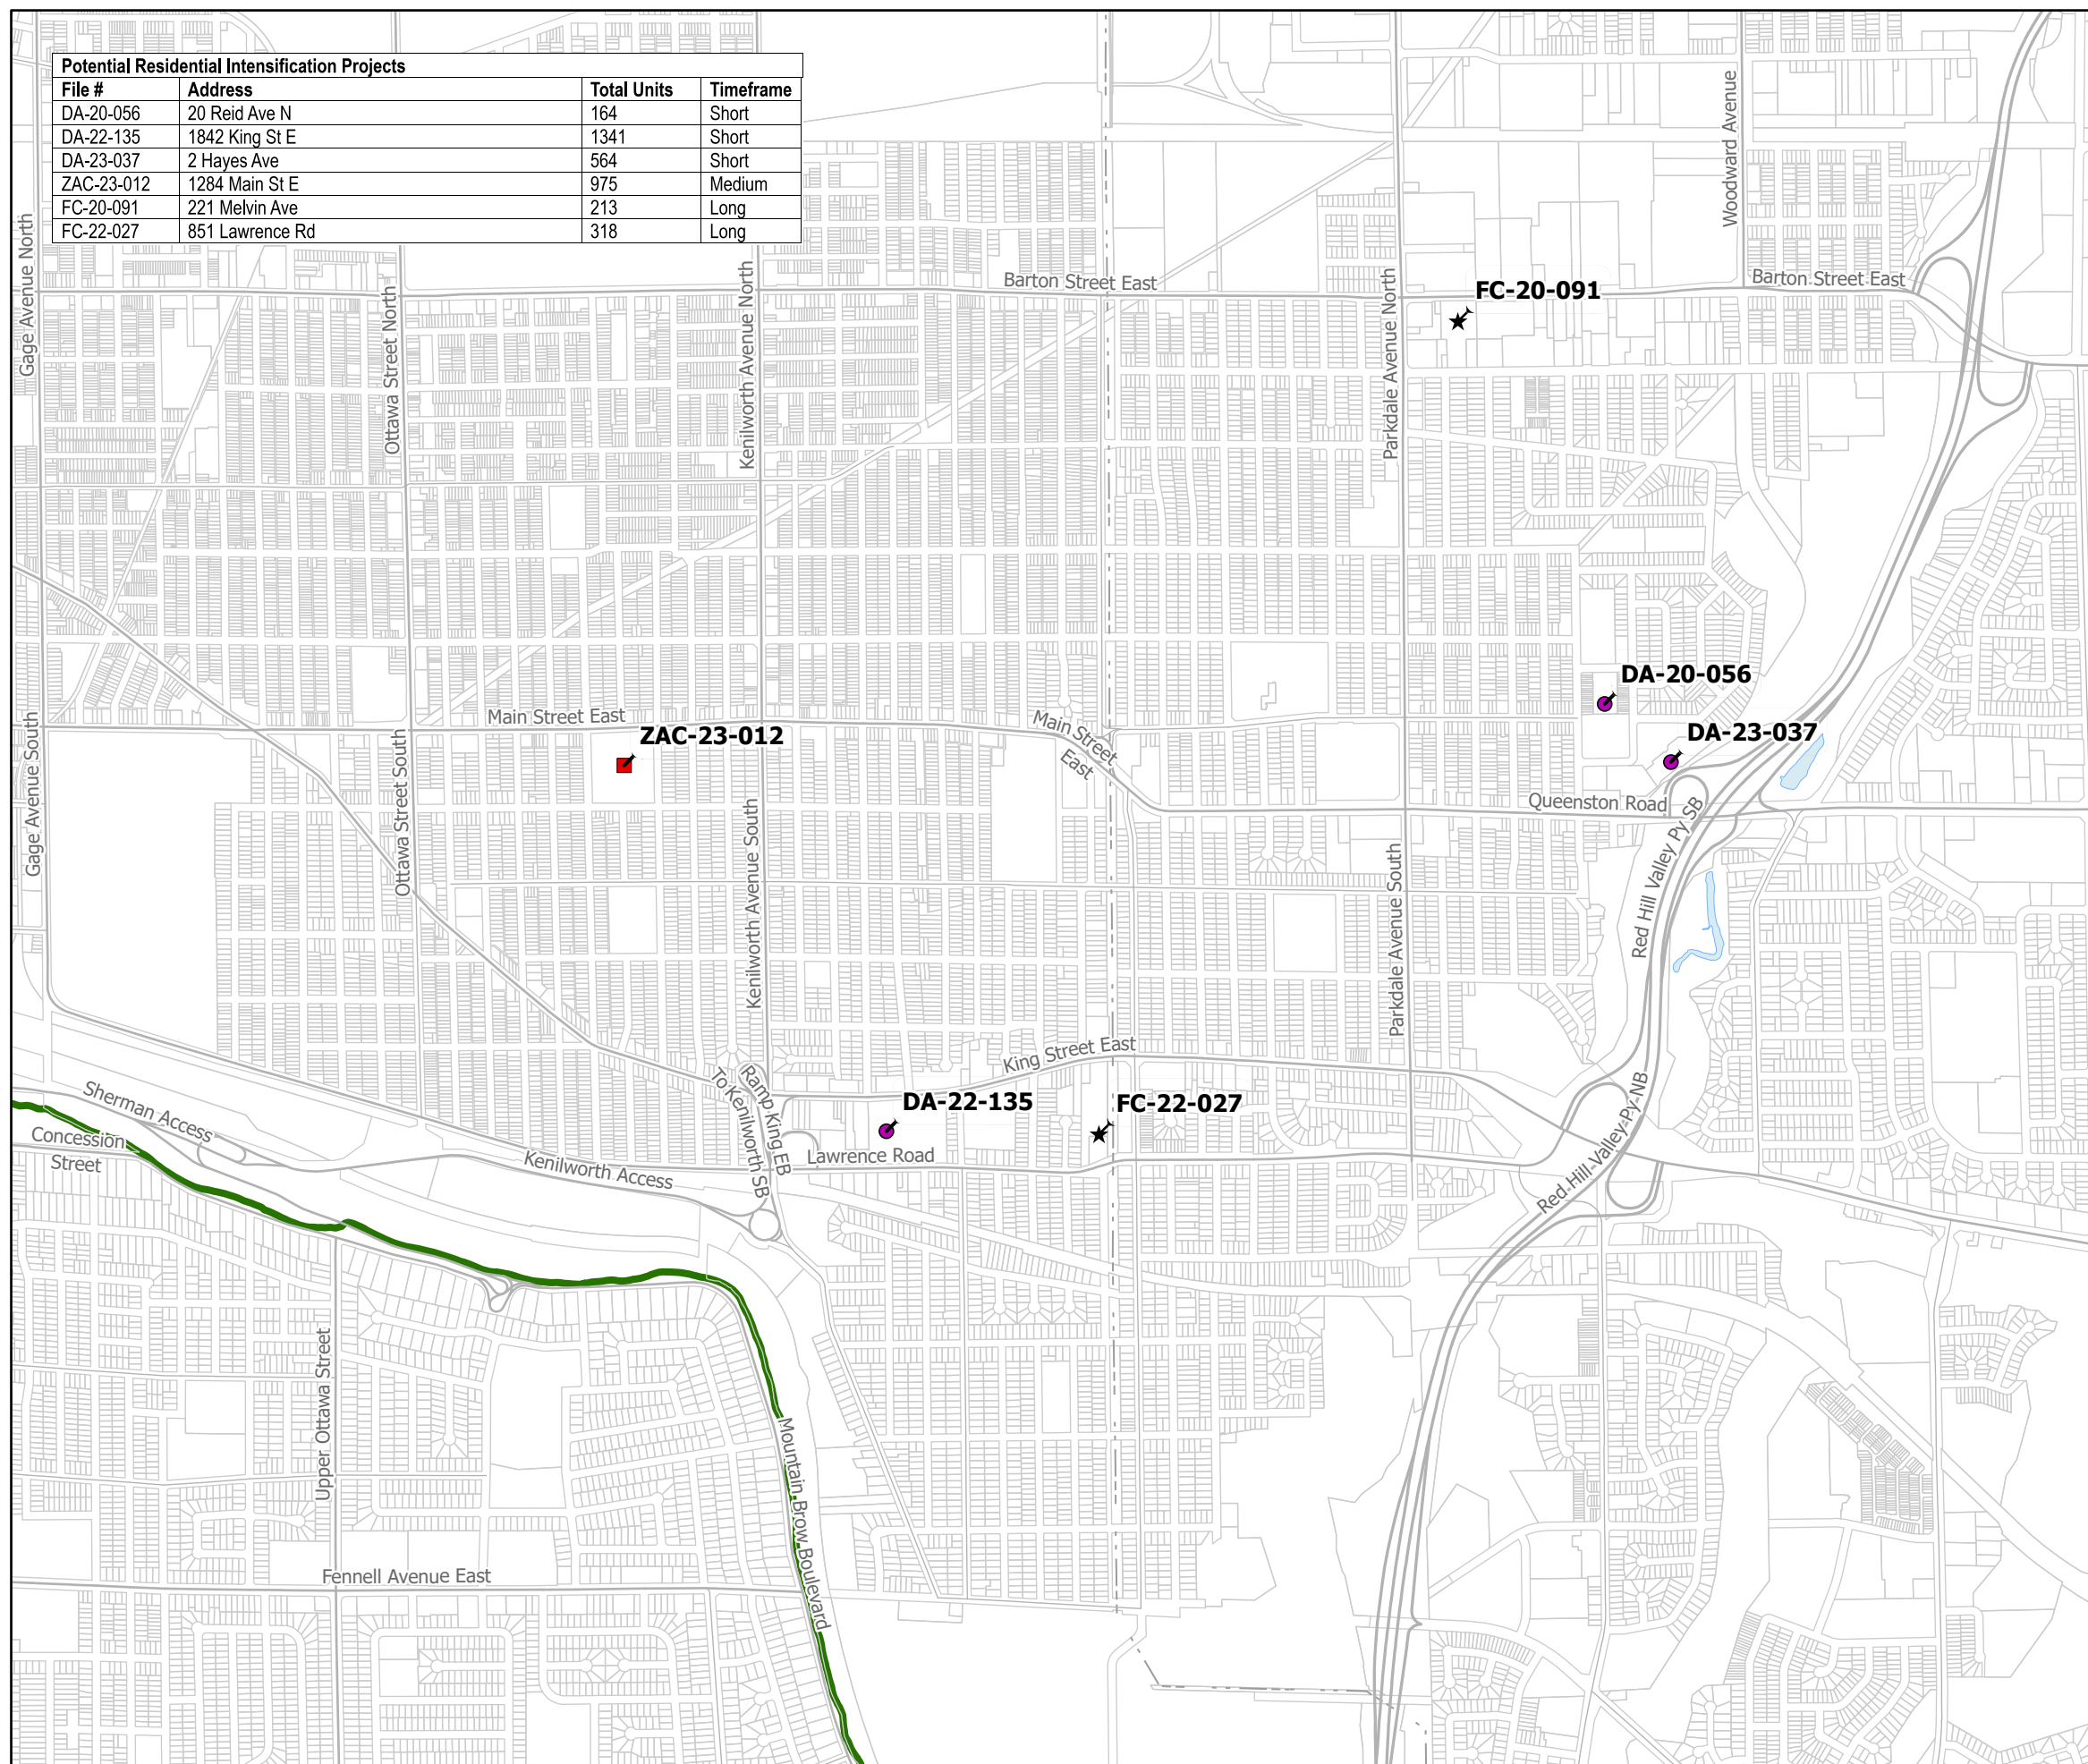 Potential Residential Intensification Projects
File # Address Total Units Timeframe
DA-20-056 20 Reid Ave N 164 Short
DA-22-135 1842 King St E 1341 Short
DA-23-037 2 Hayes Ave 564 Short
ZAC-23-012 1284 Main St E 975 Medium
FC-20-091 221 Melvin Ave 213 Long
FC-22-027 851 Lawrence Rd 318 Long
Woodward Avenue
Gage Avenue North
Ottawa Street North
Kenilworth Avenue North
Barton Street East
Parkdale Avenue North
FC-20-091
Barton Street East
DA-20-056
Main Street East
Main Street
East
ZAC-23-012
DA-23-037
Gage Avenue South
Ottawa Street South
Kenilworth Avenue South
Queenston Road
Red Hill Valley Py SB
Parkdale Avenue South
King Street East
Ramp King EB
To Kenilworth SB
DA-22-135
FC-22-027
Sherman Access
Concession
Street
Kenilworth Access
Lawrence Road
Red Hill Valley Py NB
Upper Ottawa Street
Mountain Brow Boulevard
Fennell Avenue East